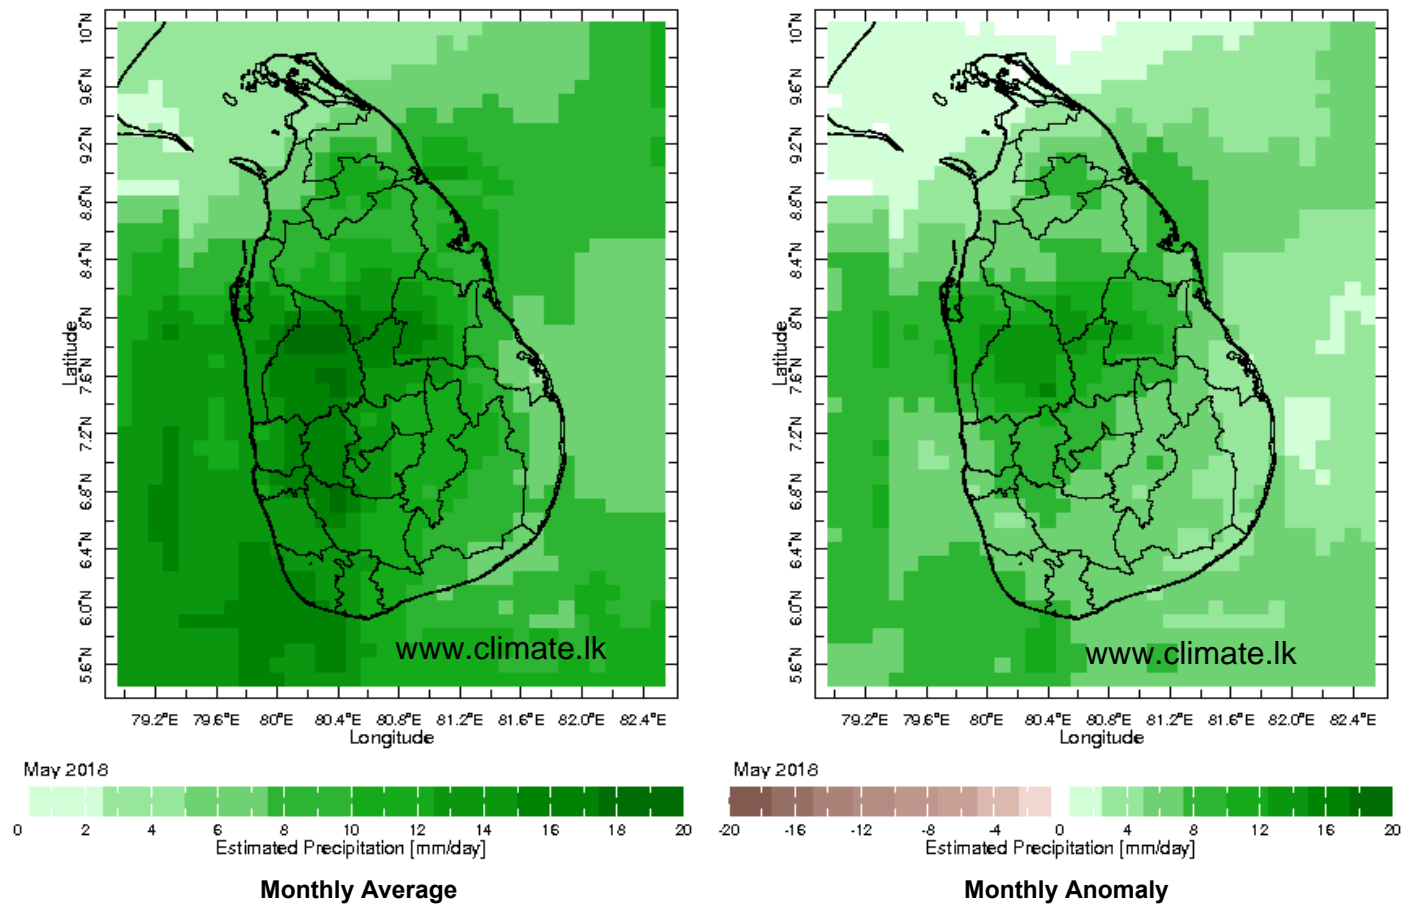 10°N
9.6°N
9.2°N
8.8°N
8.4°N
8°N
7.6°N
7.2°N
6.8°N
6.4°N
6.0°N
5.6°N
Latitude
www.climate.lk
79.2°E 79.6°E 80°E 80.4°E 80.8°E 81.2°E 81.6°E 82.0°E 82.4°E
Longitude
May 2018
0 2 4 6 8 10 12 14 16 18 20
Estimated Precipitation [mm/day]
Monthly Average
10°N
9.6°N
9.2°N
8.8°N
8.4°N
8°N
7.6°N
7.2°N
6.8°N
6.4°N
6.0°N
5.6°N
Latitude
www.climate.lk
79.2°E 79.6°E 80°E 80.4°E 80.8°E 81.2°E 81.6°E 82.0°E 82.4°E
Longitude
May 2018
-20 -16 -12 -8 -4 0 4 8 12 16 20
Estimated Precipitation [mm/day]
Monthly Anomaly